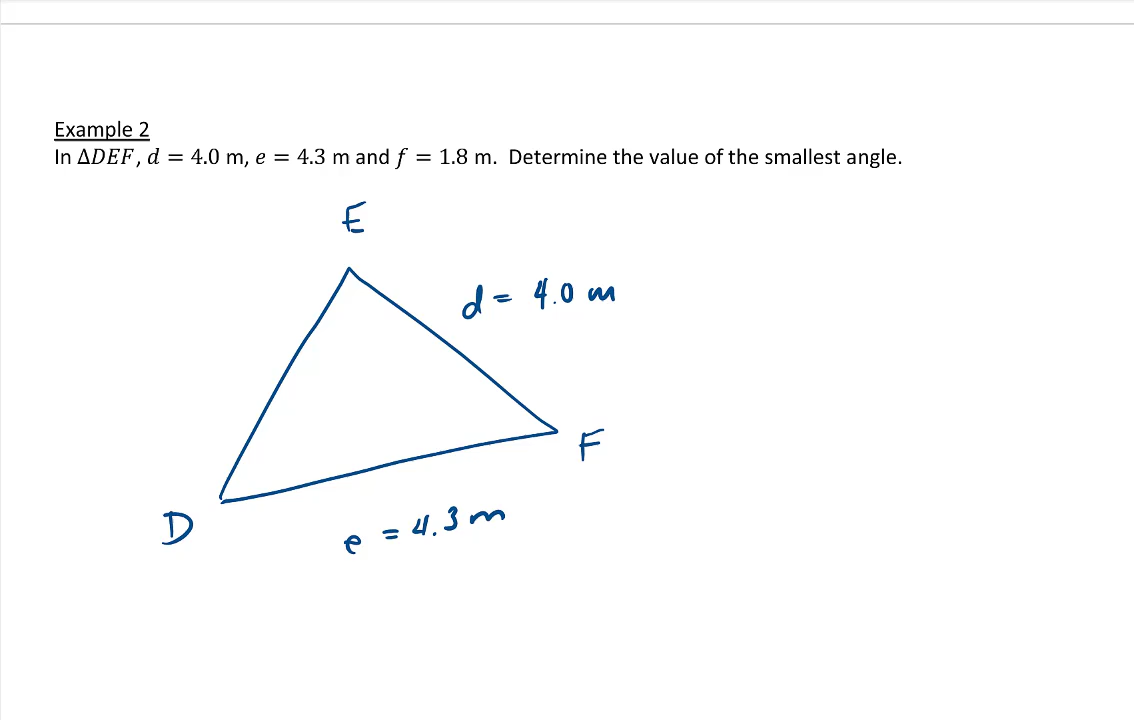 Example 2
In Δ𝐷𝐸𝐹, 𝑑 = 4.0 m, 𝑒 = 4.3 m and 𝑓 = 1.8 m. Determine the value of the smallest angle.
E
d = 4.0 m
F
D
e = 4.3 m